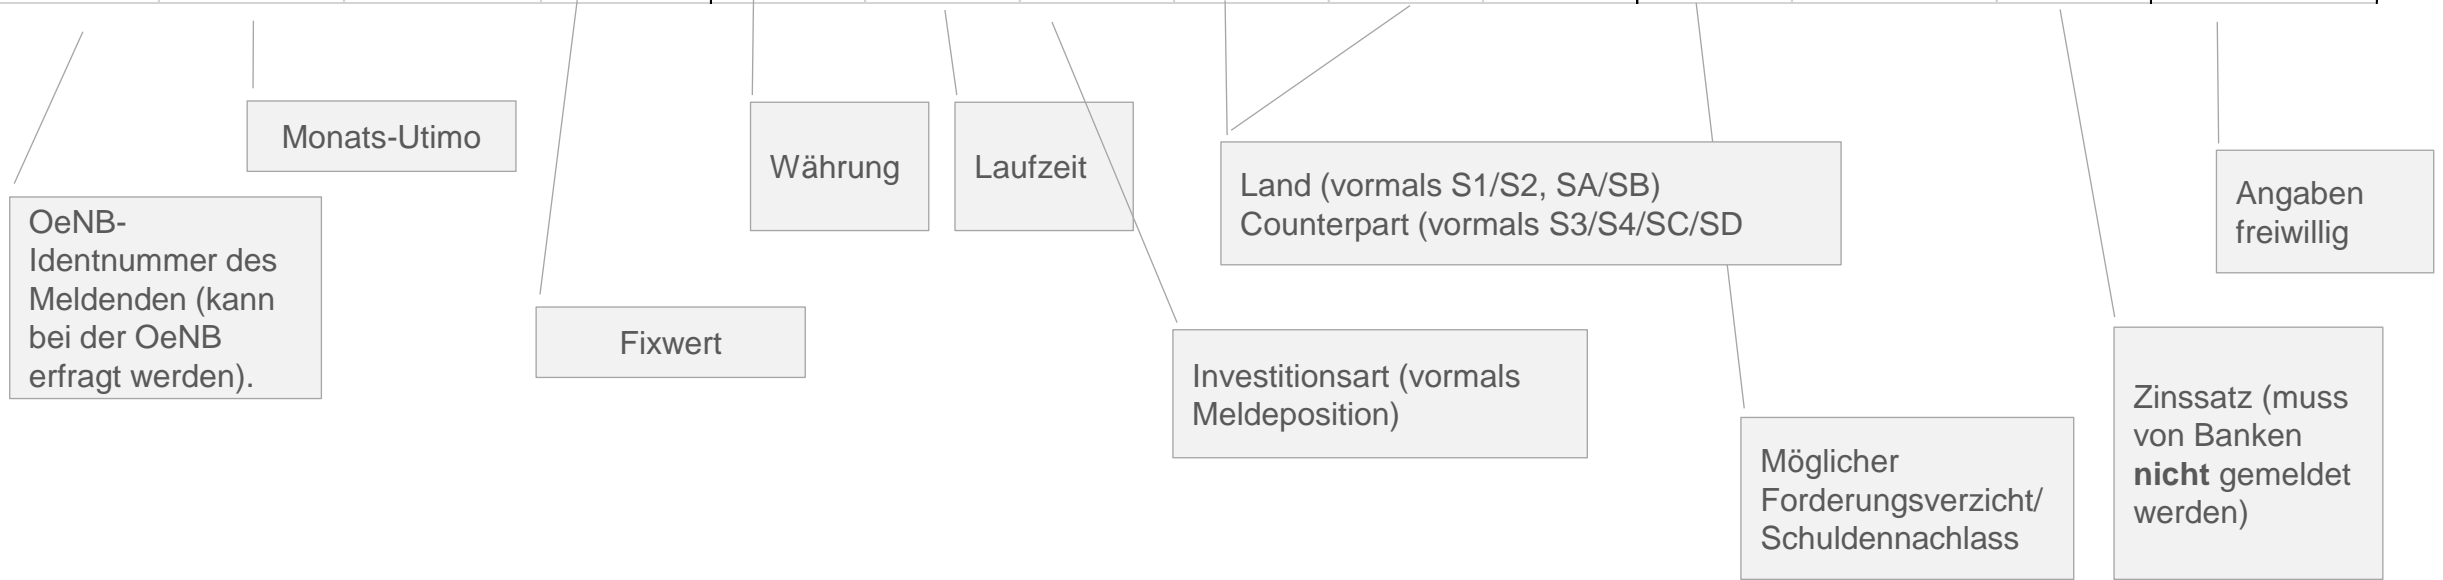 Monats-Utimo
OeNB-
Identnummer des
Meldenden (kann
bei der OeNB
erfragt werden).
Fixwert
Währung
Laufzeit
Investitionsart (vormals
Meldeposition)
Land (vormals S1/S2, SA/SB)
Counterpart (vormals S3/S4/SC/SD
Möglicher
Forderungsverzicht/
Schuldennachlass
Zinssatz (muss
von Banken
nicht gemeldet
werden)
Angaben
freiwillig